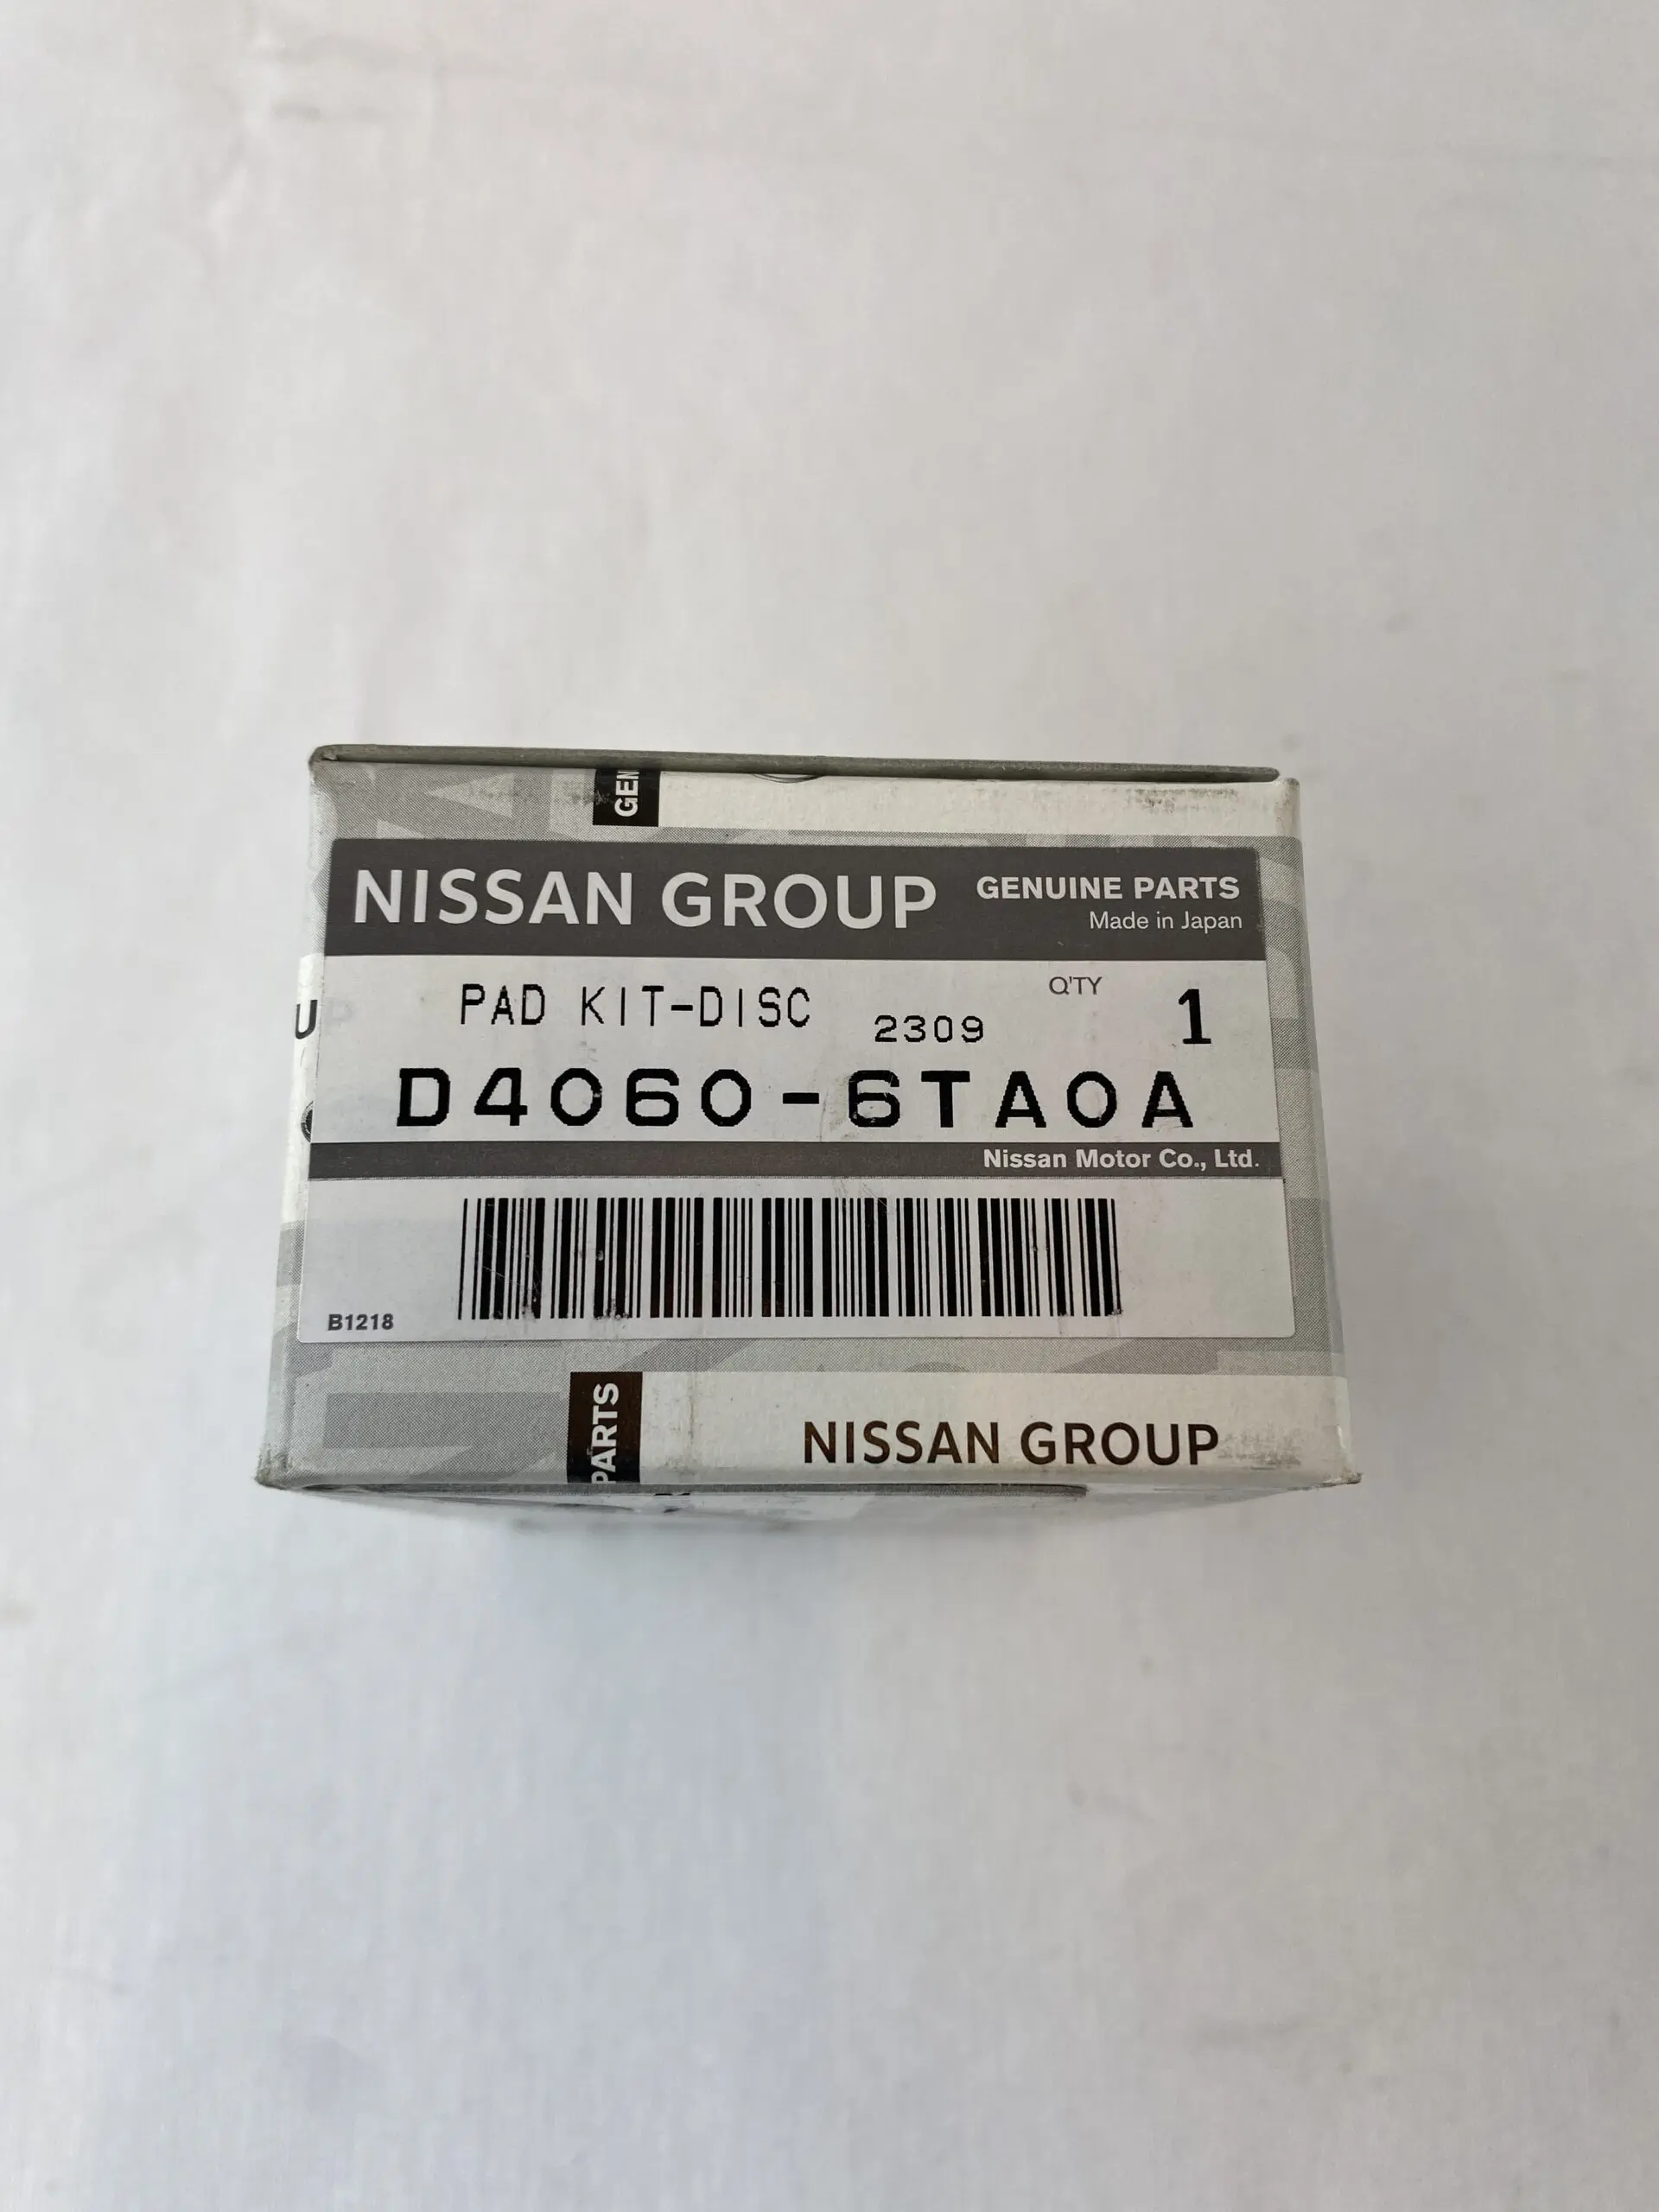 GEN
NISSAN GROUP
GENUINE PARTS
Made in Japan
UP
PAD KIT-DISC
2309
Q'TY
1
D4060-6TA0A
Nissan Motor Co., Ltd.
B1218
PARTS
NISSAN GROUP